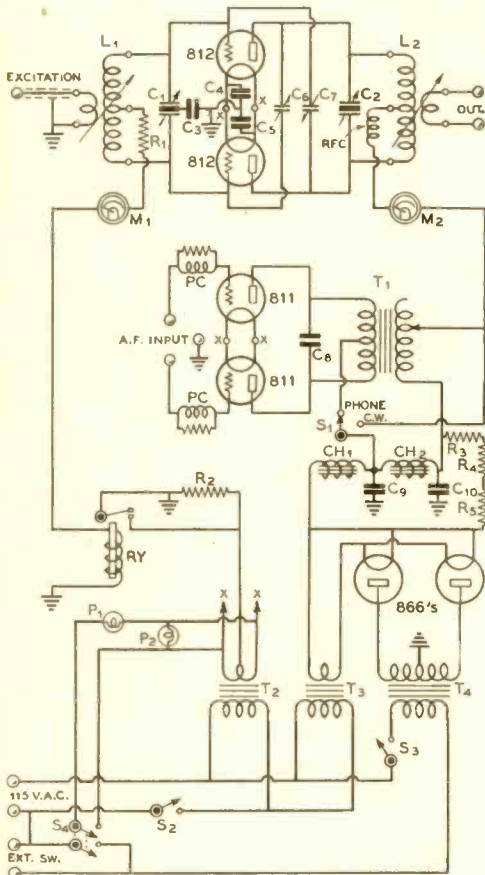 L1
L2
812
EXCITATION
C1
C3
C4
X
X
C5
C6
C7
C2
OUT.
R1
RFC
812
M1
M2
PC
811
T1
A.F. INPUT
X
X
C8
811
PC
PHONE
C.W.
S1
CH1
CH2
R3
R4
R5
C9
C10
R2
RY
866's
X
X
P1
P2
T2
T3
T4
S3
115 V.A.C.
S4
S2
EXT. SW.